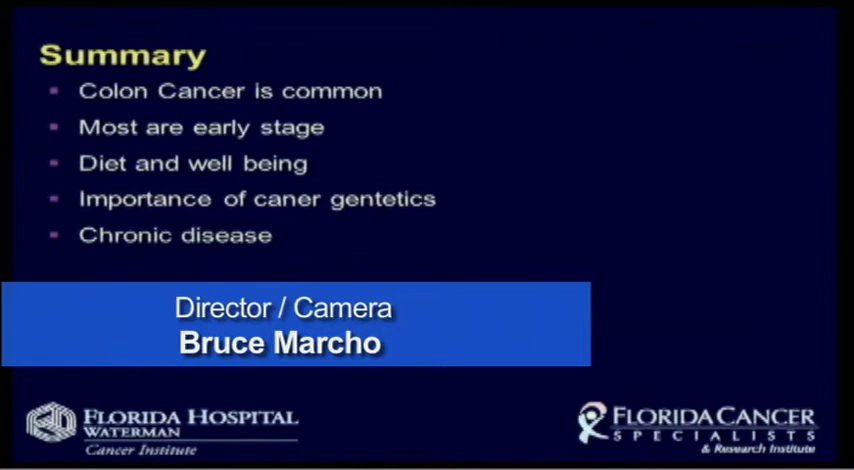 Summary
Colon Cancer is common
Most are early stage
Diet and well being
Importance of caner gentetics
Chronic disease
Director / Camera
Bruce Marcho
FLORIDA HOSPITAL
WATERMAN
Cancer Institute
FLORIDA CANCER
SPECIALISTS
& Research Institute